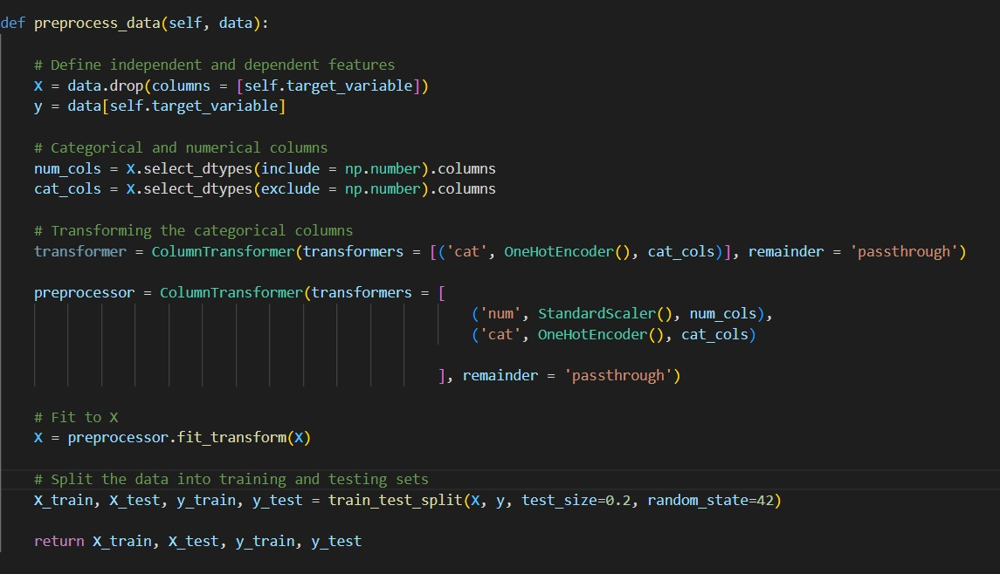 def preprocess_data(self, data):
# Define independent and dependent features
X = data.drop(columns = [self.target_variable])
y = data[self.target_variable]
# Categorical and numerical columns
num_cols = X.select_dtypes(include = np.number).columns
cat_cols = X.select_dtypes(exclude = np.number).columns
# Transforming the categorical columns
transformer = ColumnTransformer(transformers = [('cat', OneHotEncoder(), cat_cols)], remainder = 'passthrough')
preprocessor = ColumnTransformer(transformers = [
('num', StandardScaler(), num_cols),
('cat', OneHotEncoder(), cat_cols)
], remainder = 'passthrough')
# Fit to X
X = preprocessor.fit_transform(X)
# Split the data into training and testing sets
X_train, X_test, y_train, y_test = train_test_split(X, y, test_size=0.2, random_state=42)
return X_train, X_test, y_train, y_test